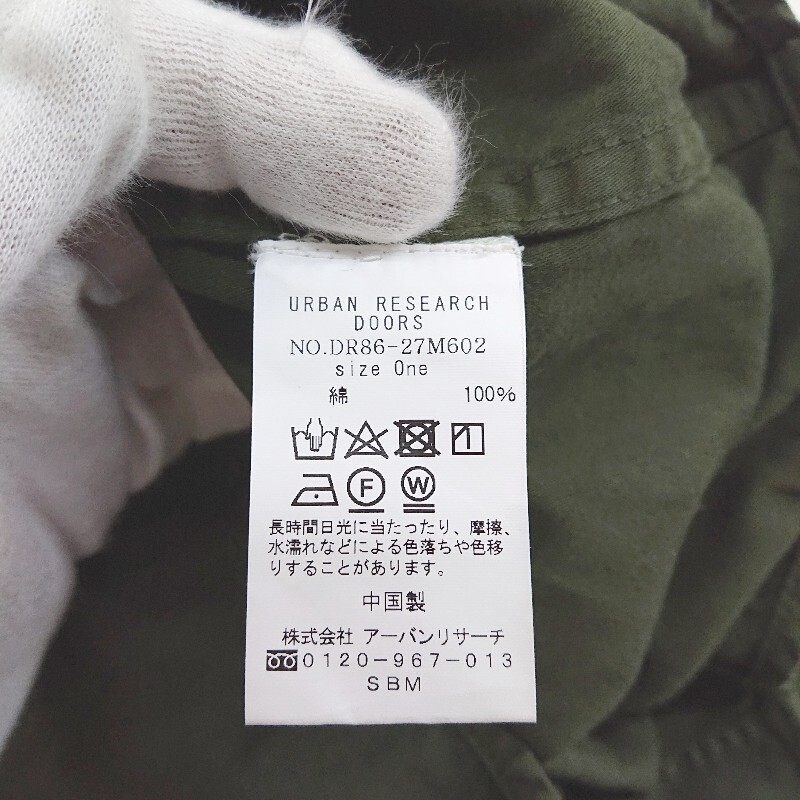 URBAN RESEARCH
DOORS
NO.DR86-27M602
size One
綿 100%
F W
長時間日光に当たったり、摩擦、
水濡れなどによる色落ちや色移
りすることがあります。
中国製
株式会社 アーバンリサーチ
0120-967-013
SBM